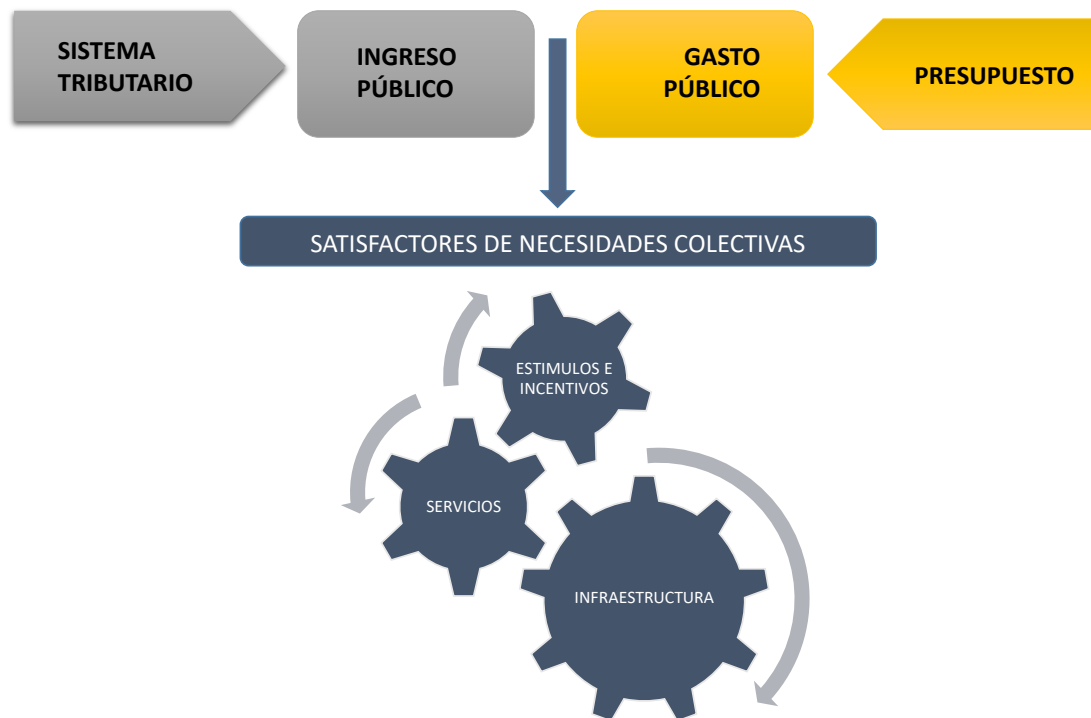 SISTEMA
TRIBUTARIO
INGRESO
PÚBLICO
GASTO
PÚBLICO
PRESUPUESTO
SATISFACTORES DE NECESIDADES COLECTIVAS
ESTIMULOS E
INCENTIVOS
SERVICIOS
INFRAESTRUCTURA